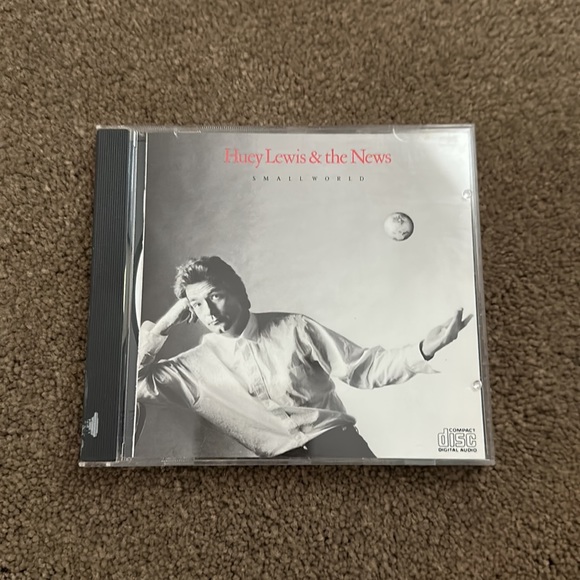 Huey Lewis & the News
SMALL WORLD
COMPACT
disc
DIGITAL AUDIO